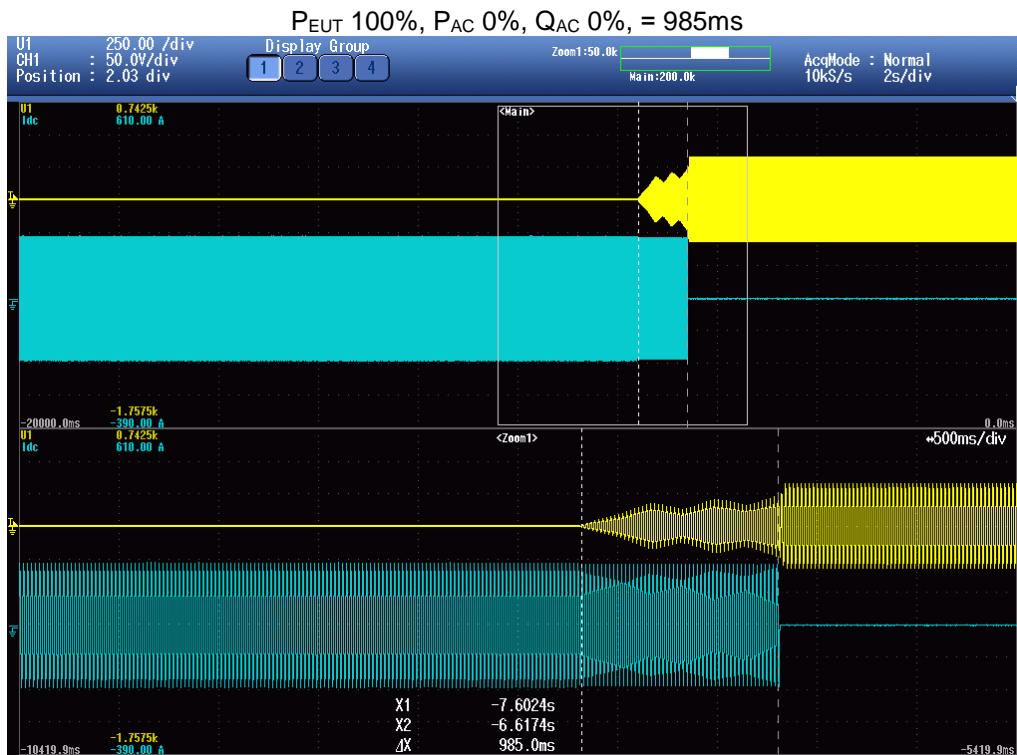 PEUT 100%, PAC 0%, QAC 0%, = 985ms
U1 250.00 /div
CH1 : 50.0V/div
Position : 2.03 div
Display Group
1 2 3 4
Zoom1:50.0k
Main:200.0k
AcqMode : Normal
10kS/s 2s/div
U1 0.7425k
Idc 610.00 A
<Main>
-1.7575k
-20000.0ms -390.00 A 0.0ms
U1 0.7425k
Idc 610.00 A
<Zoom1>
500ms/div
X1 -7.6024s
X2 -6.6174s
ΔX 985.0ms
-1.7575k
-10419.9ms -390.00 A -5419.9ms